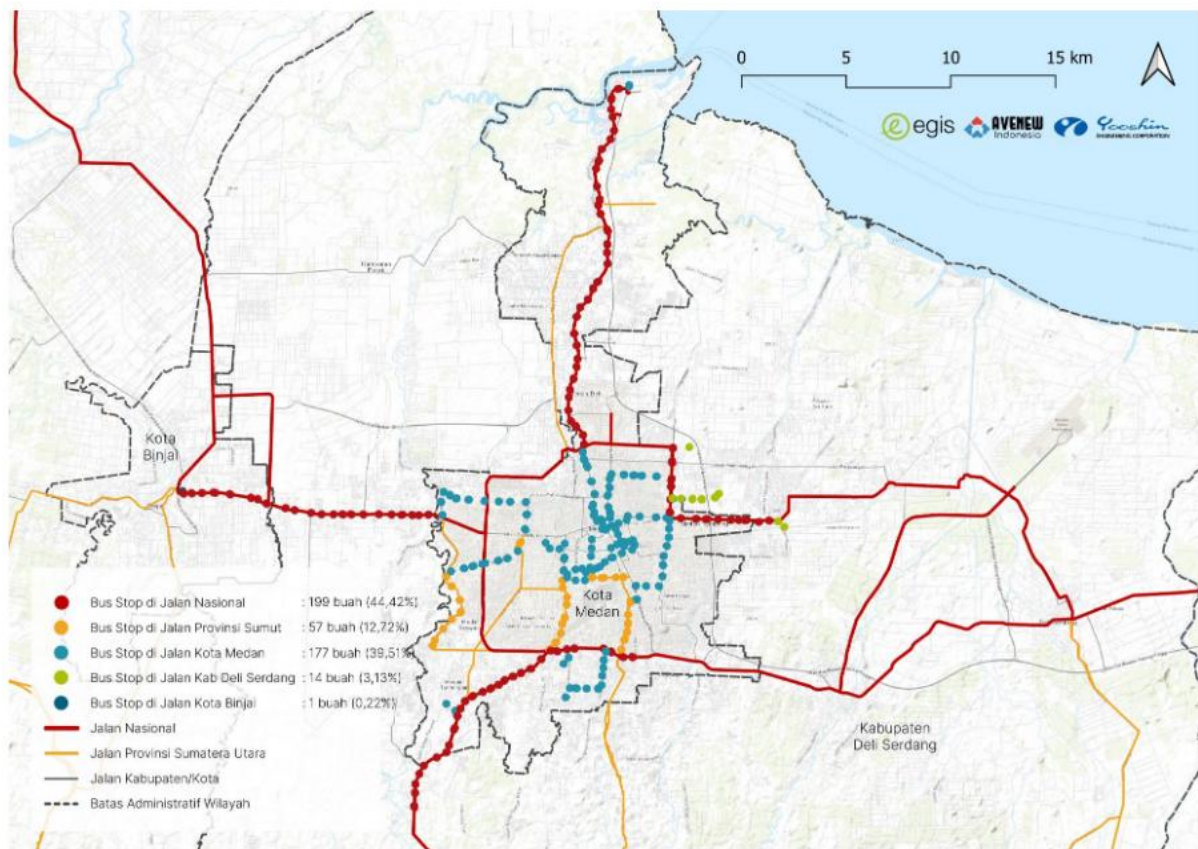 0 5 10 15 km
egis AVENEW Indonesia Yooshin ENGINEERING CORPORATION
Kota
Binjai
Kota
Medan
Bus Stop di Jalan Nasional : 199 buah (44,42%)
Bus Stop di Jalan Provinsi Sumut : 57 buah (12,72%)
Bus Stop di Jalan Kota Medan : 177 buah (39,51%)
Bus Stop di Jalan Kab Deli Serdang : 14 buah (3,13%)
Bus Stop di Jalan Kota Binjai : 1 buah (0,22%)
Jalan Nasional
Jalan Provinsi Sumatera Utara
Jalan Kabupaten/Kota
Batas Administratif Wilayah
Kabupaten
Deli Serdang